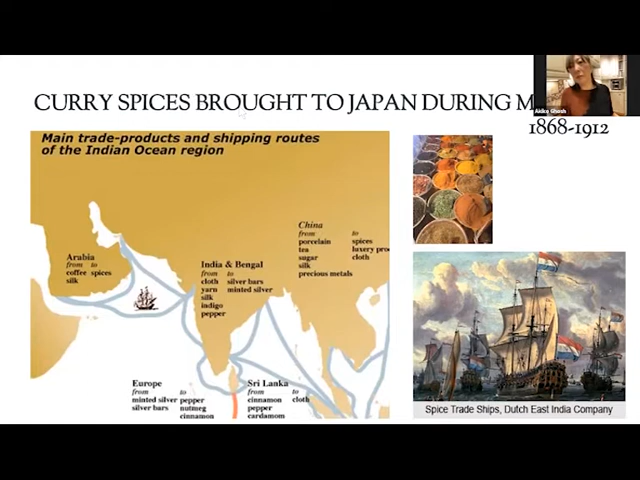 CURRY SPICES BROUGHT TO JAPAN DURING M
1868-1912
Main trade-products and shipping routes
of the Indian Ocean region
China
from to
porcelain spices
tea luxury pro
sugar cloth
silk
precious metals
Arabia
from to
coffee spices
silk
India & Bengal
from to
cloth silver bars
yarn minted silver
silk
indigo
pepper
Europe
from to
minted silver pepper
silver bars nutmeg
cinnamon
Sri Lanka
from to
cinnamon cloth
pepper
cardamom
Spice Trade Ships, Dutch East India Company